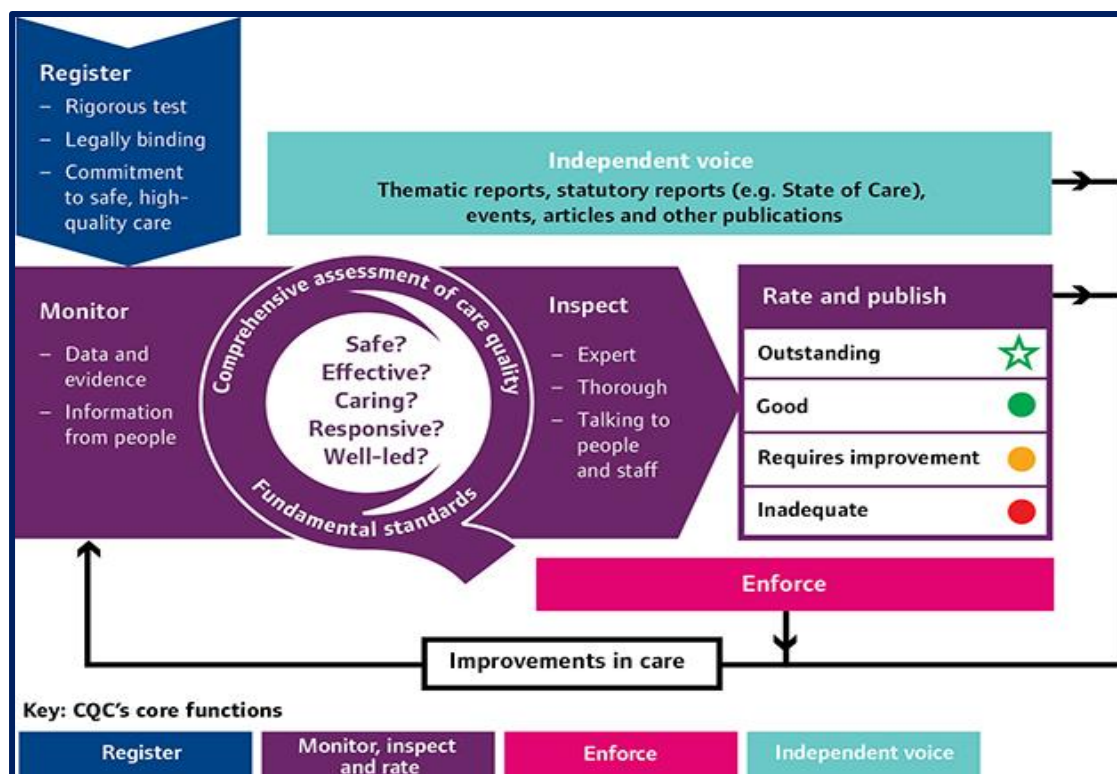 Register
– Rigorous test
– Legally binding
– Commitment
to safe, high-
quality care
Independent voice
Thematic reports, statutory reports (e.g. State of Care),
events, articles and other publications
Monitor
– Data and
evidence
– Information
from people
Comprehensive assessment of care quality
Safe?
Effective?
Caring?
Responsive?
Well-led?
Fundamental standards
Inspect
– Expert
– Thorough
– Talking to
people
and staff
Rate and publish
Outstanding
Good
Requires improvement
Inadequate
Enforce
Improvements in care
Key: CQC's core functions
Register
Monitor, inspect
and rate
Enforce
Independent voice